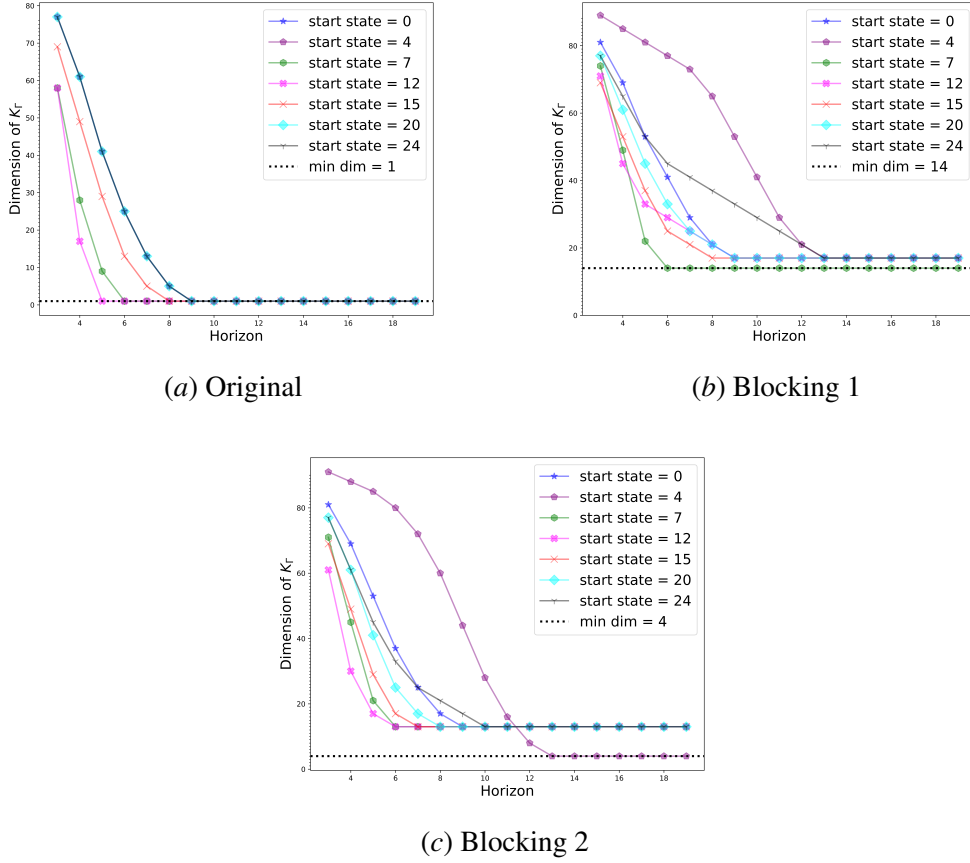 80
70
60
50
40
30
20
10
0
Dimension of K_Γ
start state = 0
start state = 4
start state = 7
start state = 12
start state = 15
start state = 20
start state = 24
min dim = 1
4 6 8 10 12 14 16 18
Horizon
(a) Original
80
60
40
20
0
Dimension of K_Γ
start state = 0
start state = 4
start state = 7
start state = 12
start state = 15
start state = 20
start state = 24
min dim = 14
4 6 8 10 12 14 16 18
Horizon
(b) Blocking 1
80
60
40
20
0
Dimension of K_Γ
start state = 0
start state = 4
start state = 7
start state = 12
start state = 15
start state = 20
start state = 24
min dim = 4
4 6 8 10 12 14 16 18
Horizon
(c) Blocking 2